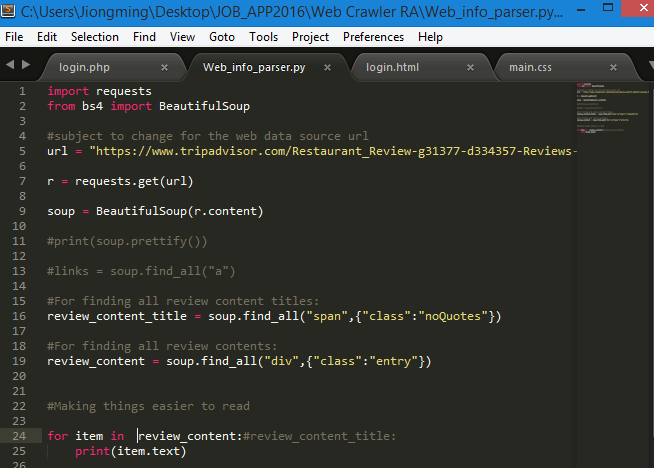 C:\Users\Jiongming\Desktop\JOB_APP2016\Web Crawler RA\Web_info_parser.py...
File Edit Selection Find View Goto Tools Project Preferences Help
login.php Web_info_parser.py login.html main.css
1 import requests
2 from bs4 import BeautifulSoup
3
4 #subject to change for the web data source url
5 url = "https://www.tripadvisor.com/Restaurant_Review-g31377-d334357-Reviews-
6
7 r = requests.get(url)
8
9 soup = BeautifulSoup(r.content)
10
11 #print(soup.prettify())
12
13 #links = soup.find_all("a")
14
15 #For finding all review content titles:
16 review_content_title = soup.find_all("span",{"class":"noQuotes"})
17
18 #For finding all review contents:
19 review_content = soup.find_all("div",{"class":"entry"})
20
21
22 #Making things easier to read
23
24 for item in  review_content:#review_content_title:
25     print(item.text)
26